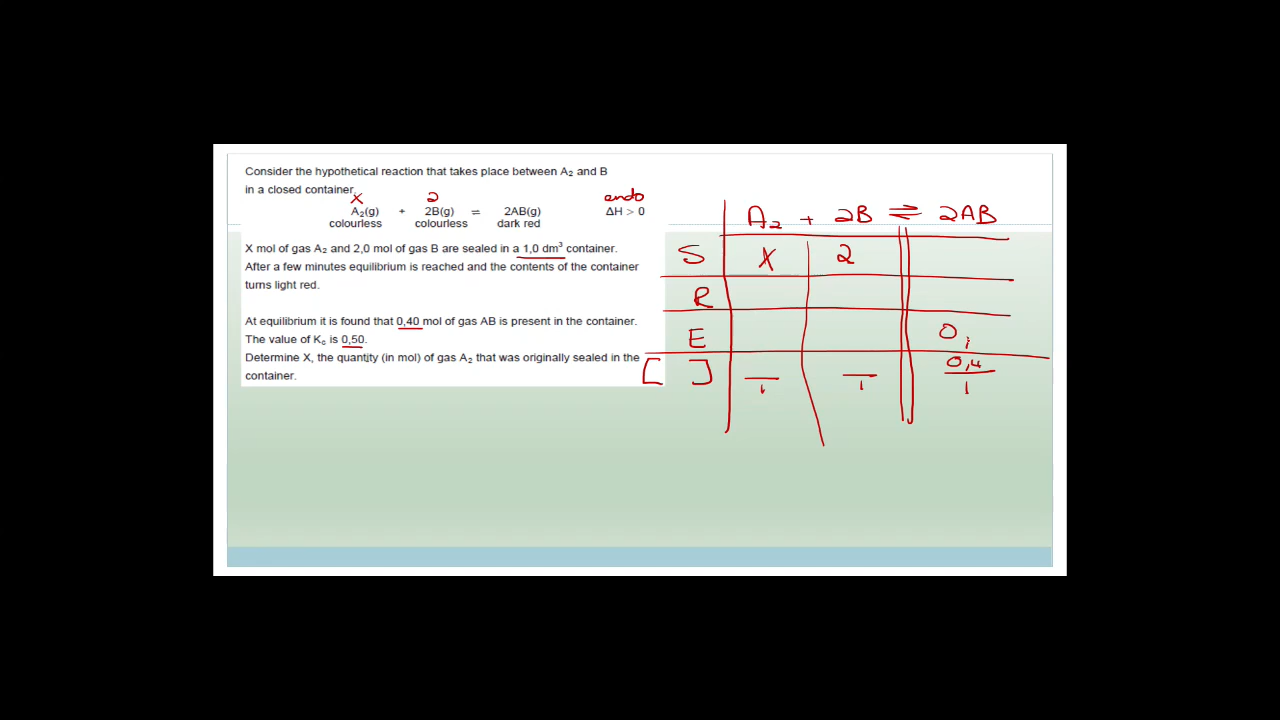 Consider the hypothetical reaction that takes place between A₂ and B
in a closed container.
X 2 endo
A₂(g) + 2B(g) ⇌ 2AB(g) ΔH > 0
colourless colourless dark red
X mol of gas A₂ and 2,0 mol of gas B are sealed in a 1,0 dm³ container.
After a few minutes equilibrium is reached and the contents of the container
turns light red.
At equilibrium it is found that 0,40 mol of gas AB is present in the container.
The value of K꜀ is 0,50.
Determine X, the quantity (in mol) of gas A₂ that was originally sealed in the
container.
A₂ + 2B ⇌ 2AB
S X 2
R
E 0,
[ ] 0,4
1 1 1